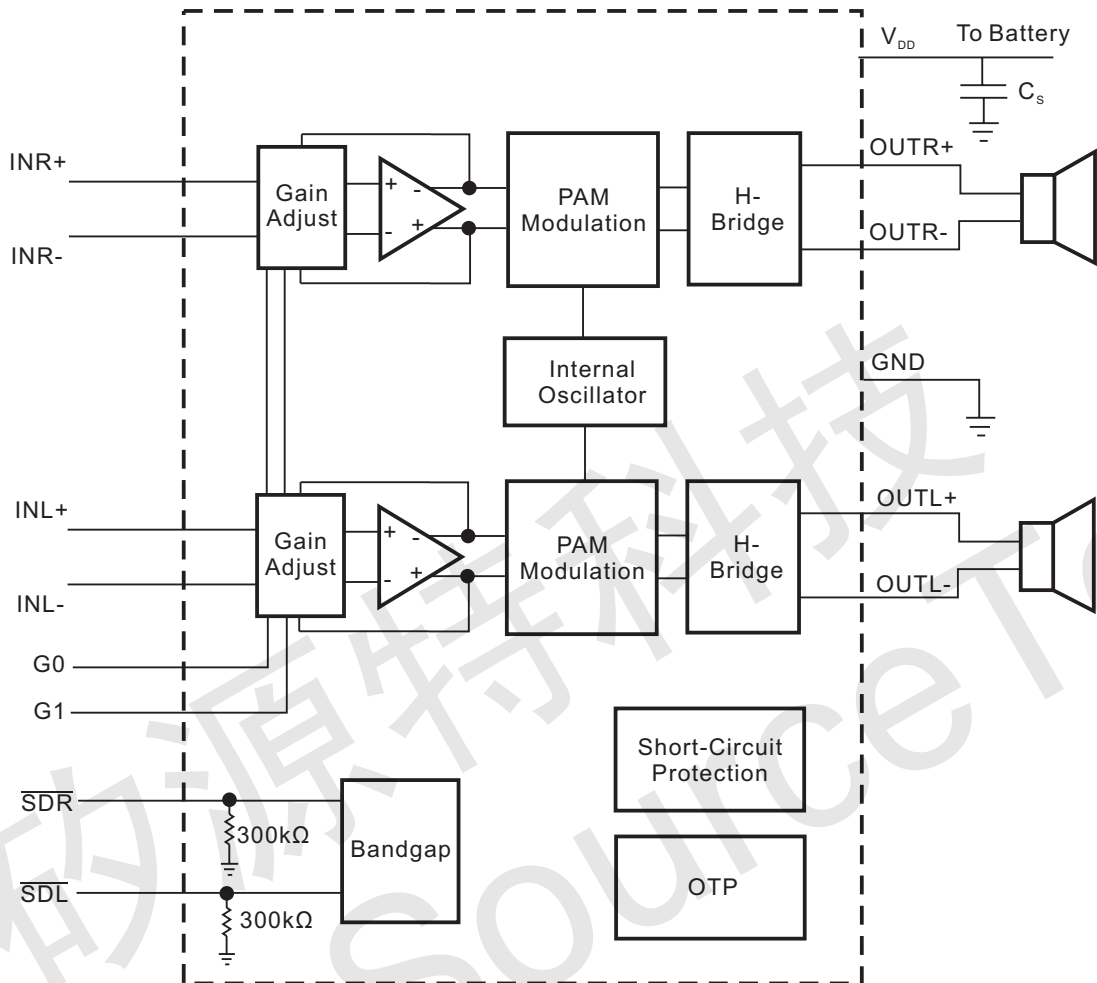 V_DD To Battery
C_S
INR+
INR-
Gain
Adjust
+ -
- +
PAM
Modulation
H-
Bridge
OUTR+
OUTR-
Internal
Oscillator
GND
INL+
INL-
Gain
Adjust
+ -
- +
PAM
Modulation
H-
Bridge
OUTL+
OUTL-
G0
G1
SDR
300kΩ
SDL
300kΩ
Bandgap
Short-Circuit
Protection
OTP
矽源特科技
SourceTe